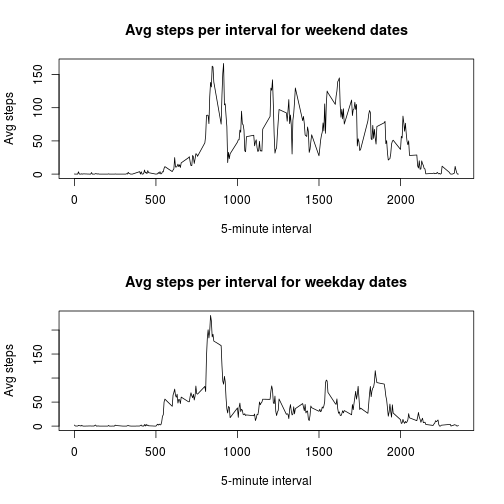 Avg steps per interval for weekend dates
Avg steps
150
100
50
0
0 500 1000 1500 2000
5-minute interval
Avg steps per interval for weekday dates
Avg steps
150
50
0
0 500 1000 1500 2000
5-minute interval